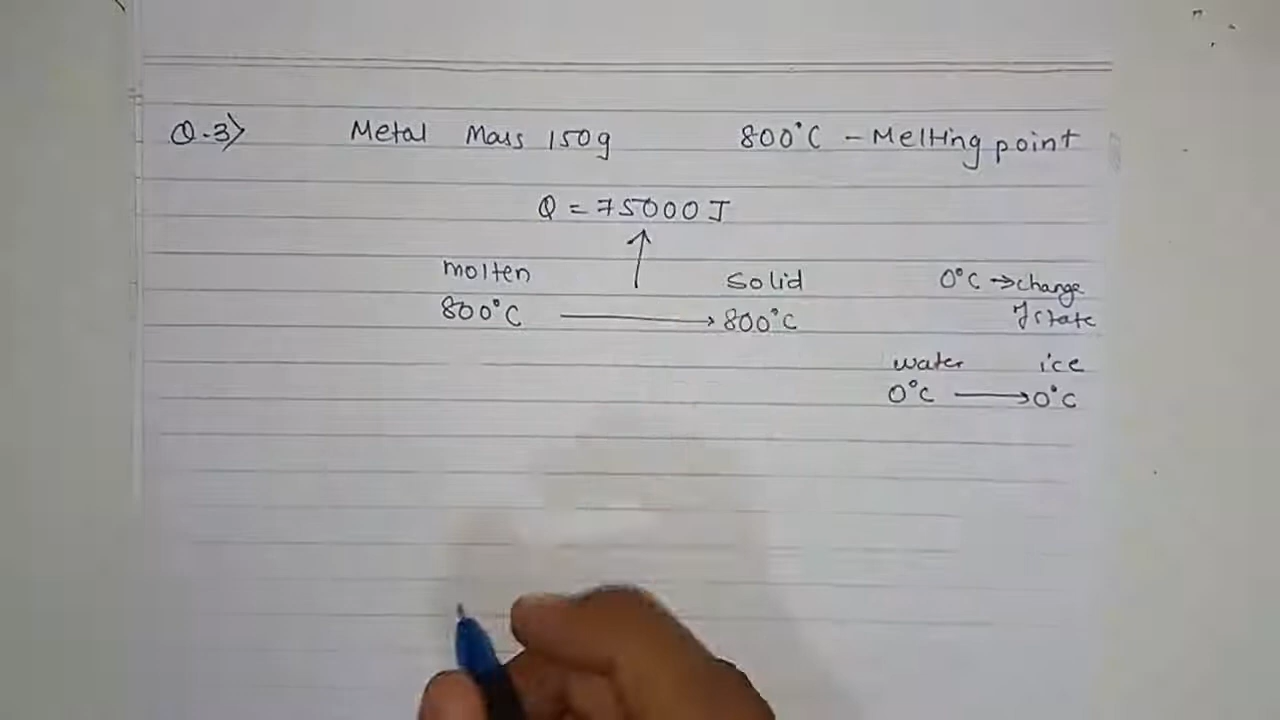 Q.3) Metal Mass 150g 800°C - Melting point
Q = 75000 J
molten solid 0°C → change
800°C → 800°C of state
water ice
0°C → 0°C